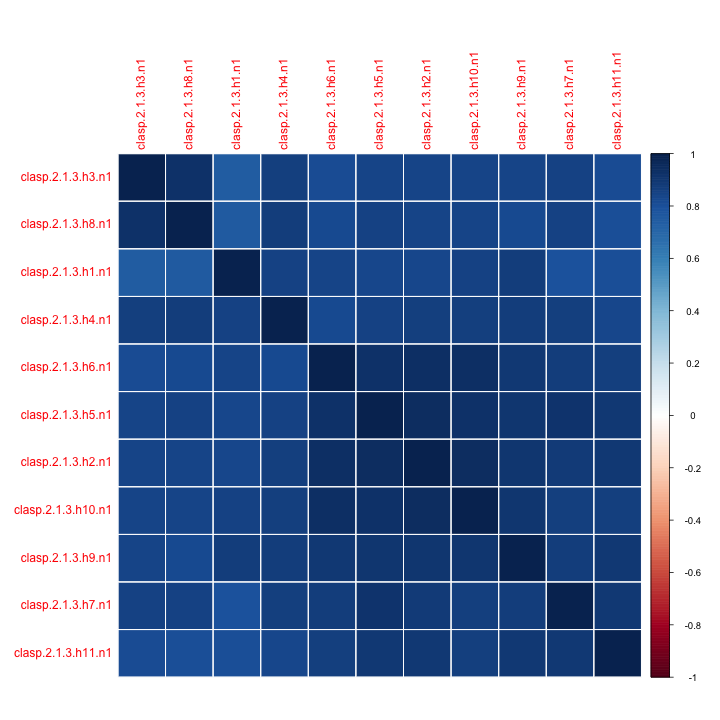 clasp.2.1.3.h3.n1
clasp.2.1.3.h8.n1
clasp.2.1.3.h1.n1
clasp.2.1.3.h4.n1
clasp.2.1.3.h6.n1
clasp.2.1.3.h5.n1
clasp.2.1.3.h2.n1
clasp.2.1.3.h10.n1
clasp.2.1.3.h9.n1
clasp.2.1.3.h7.n1
clasp.2.1.3.h11.n1
clasp.2.1.3.h3.n1
clasp.2.1.3.h8.n1
clasp.2.1.3.h1.n1
clasp.2.1.3.h4.n1
clasp.2.1.3.h6.n1
clasp.2.1.3.h5.n1
clasp.2.1.3.h2.n1
clasp.2.1.3.h10.n1
clasp.2.1.3.h9.n1
clasp.2.1.3.h7.n1
clasp.2.1.3.h11.n1
1
0.8
0.6
0.4
0.2
0
-0.2
-0.4
-0.6
-0.8
-1